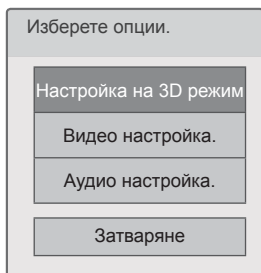 Изберете опции.
Настройка на 3D режим
Видео настройка.
Аудио настройка.
Затваряне